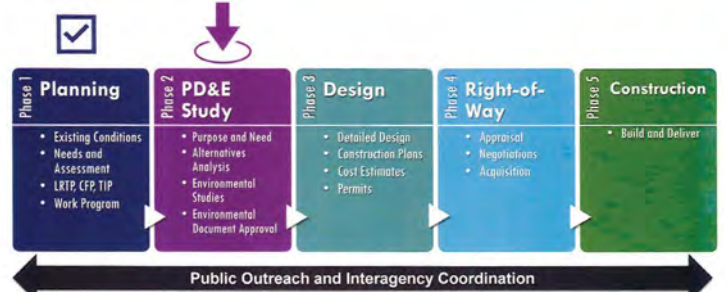 Phase 1
Planning
• Existing Conditions
• Needs and
Assessment
• LRTP, CFP, TIP
• Work Program
Phase 2
PD&E
Study
• Purpose and Need
• Alternatives
Analysis
• Environmental
Studies
• Environmental
Document Approval
Phase 3
Design
• Detailed Design
• Construction Plans
• Cost Estimates
• Permits
Phase 4
Right-of-
Way
• Appraisal
• Negotiations
• Acquisition
Phase 5
Construction
• Build and Deliver
Public Outreach and Interagency Coordination